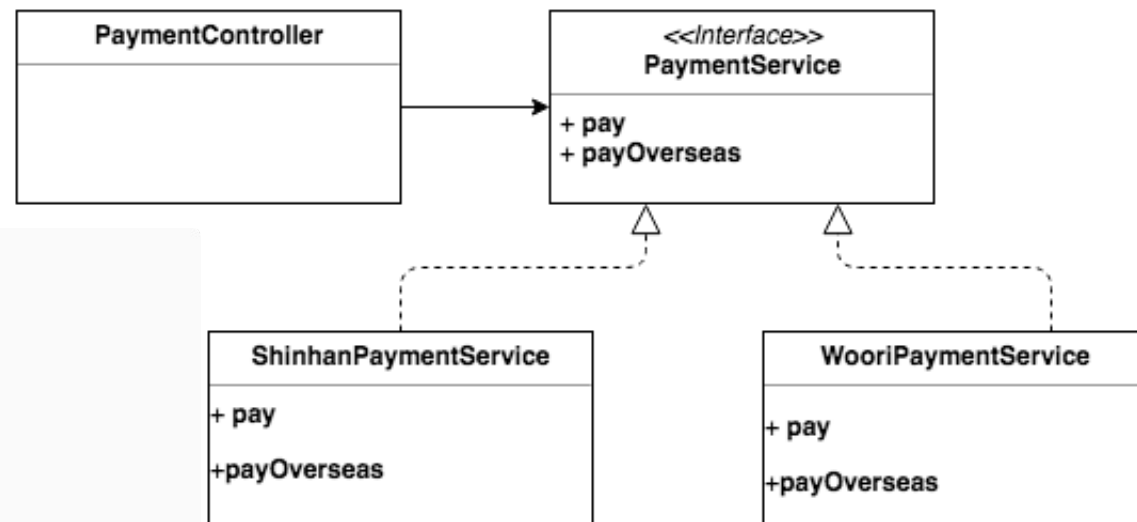 PaymentController
<<Interface>>
PaymentService
+ pay
+ payOverseas
ShinhanPaymentService
+ pay
+payOverseas
WooriPaymentService
+ pay
+payOverseas